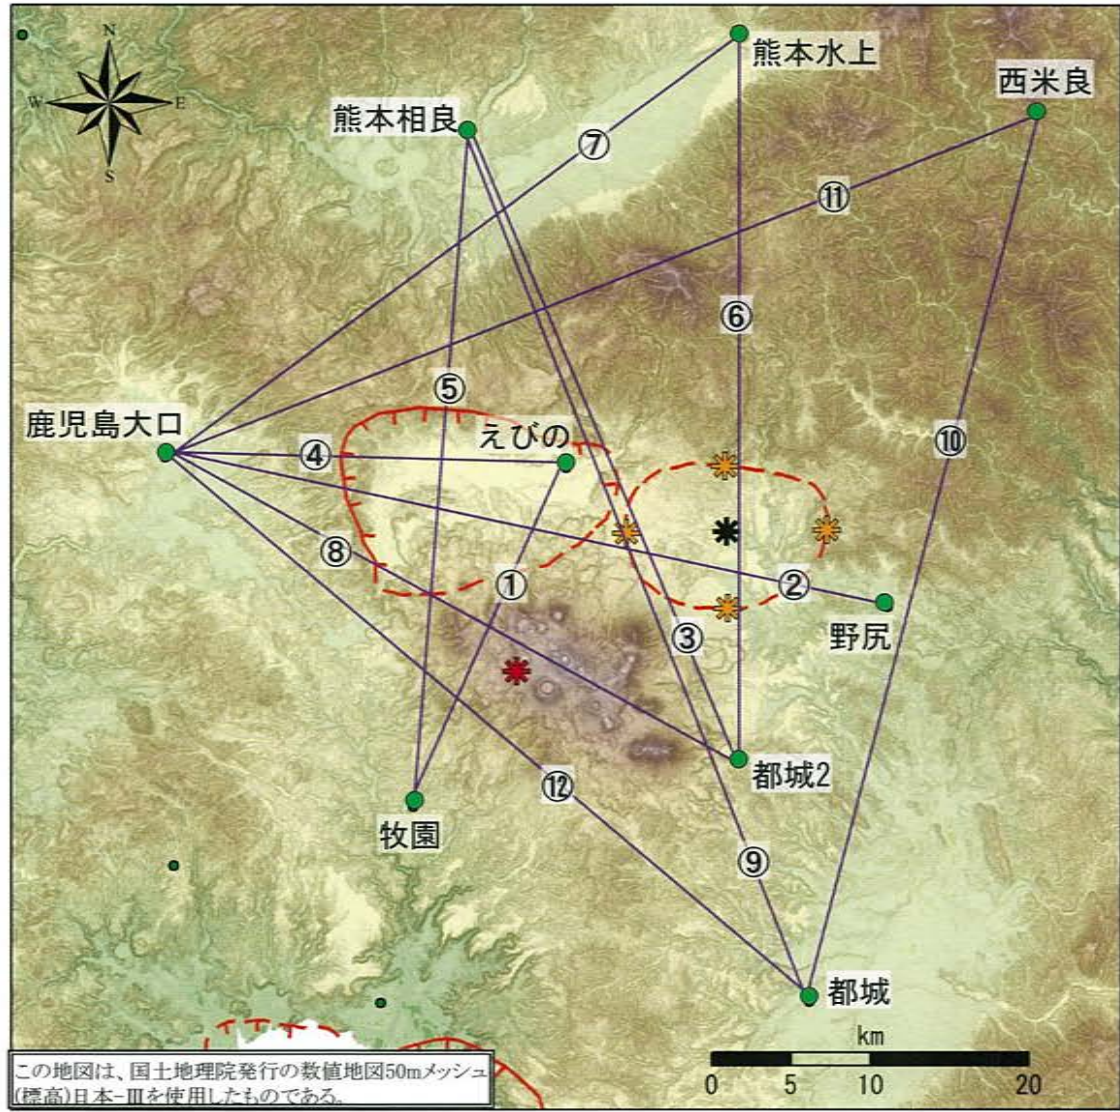 N
W
E
S
熊本水上
西米良
熊本相良
⑦
⑪
⑥
⑤
⑩
鹿児島大口
えびの
④
⑧
①
②
野尻
③
都城2
⑫
牧園
⑨
都城
km
0 5 10 20
この地図は、国土地理院発行の数値地図50mメッシュ
(標高)日本-Ⅲを使用したものである。